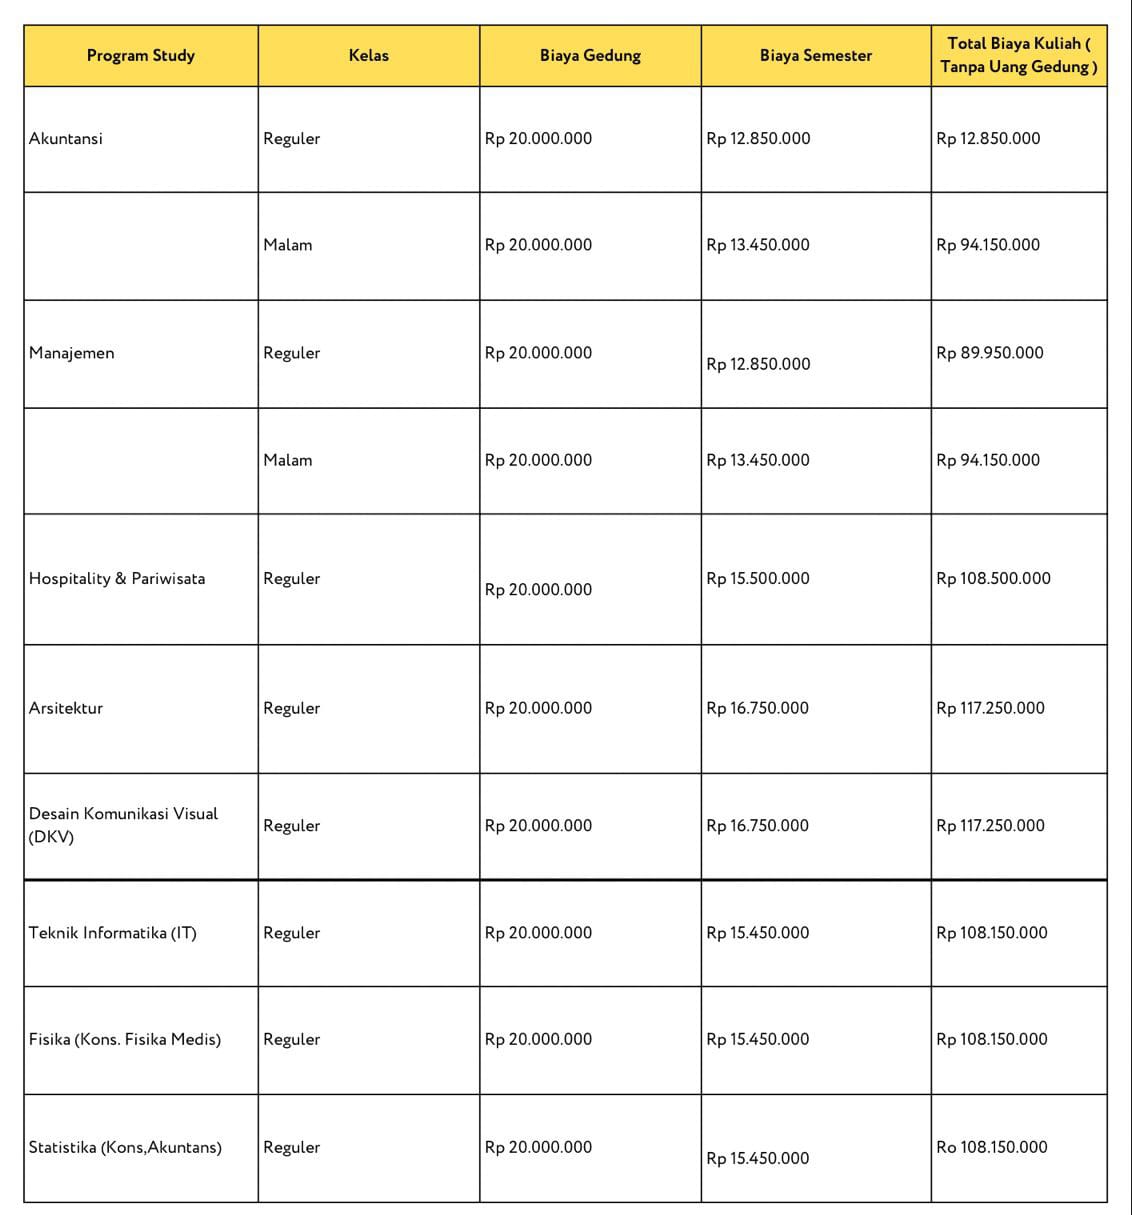 Program Study Kelas Biaya Gedung Biaya Semester Total Biaya Kuliah (
Tanpa Uang Gedung )
Akuntansi Reguler Rp 20.000.000 Rp 12.850.000 Rp 12.850.000
Malam Rp 20.000.000 Rp 13.450.000 Rp 94.150.000
Manajemen Reguler Rp 20.000.000 Rp 12.850.000 Rp 89.950.000
Malam Rp 20.000.000 Rp 13.450.000 Rp 94.150.000
Hospitality & Pariwisata Reguler Rp 20.000.000 Rp 15.500.000 Rp 108.500.000
Arsitektur Reguler Rp 20.000.000 Rp 16.750.000 Rp 117.250.000
Desain Komunikasi Visual
(DKV) Reguler Rp 20.000.000 Rp 16.750.000 Rp 117.250.000
Teknik Informatika (IT) Reguler Rp 20.000.000 Rp 15.450.000 Rp 108.150.000
Fisika (Kons. Fisika Medis) Reguler Rp 20.000.000 Rp 15.450.000 Rp 108.150.000
Statistika (Kons,Akuntans) Reguler Rp 20.000.000 Rp 15.450.000 Ro 108.150.000